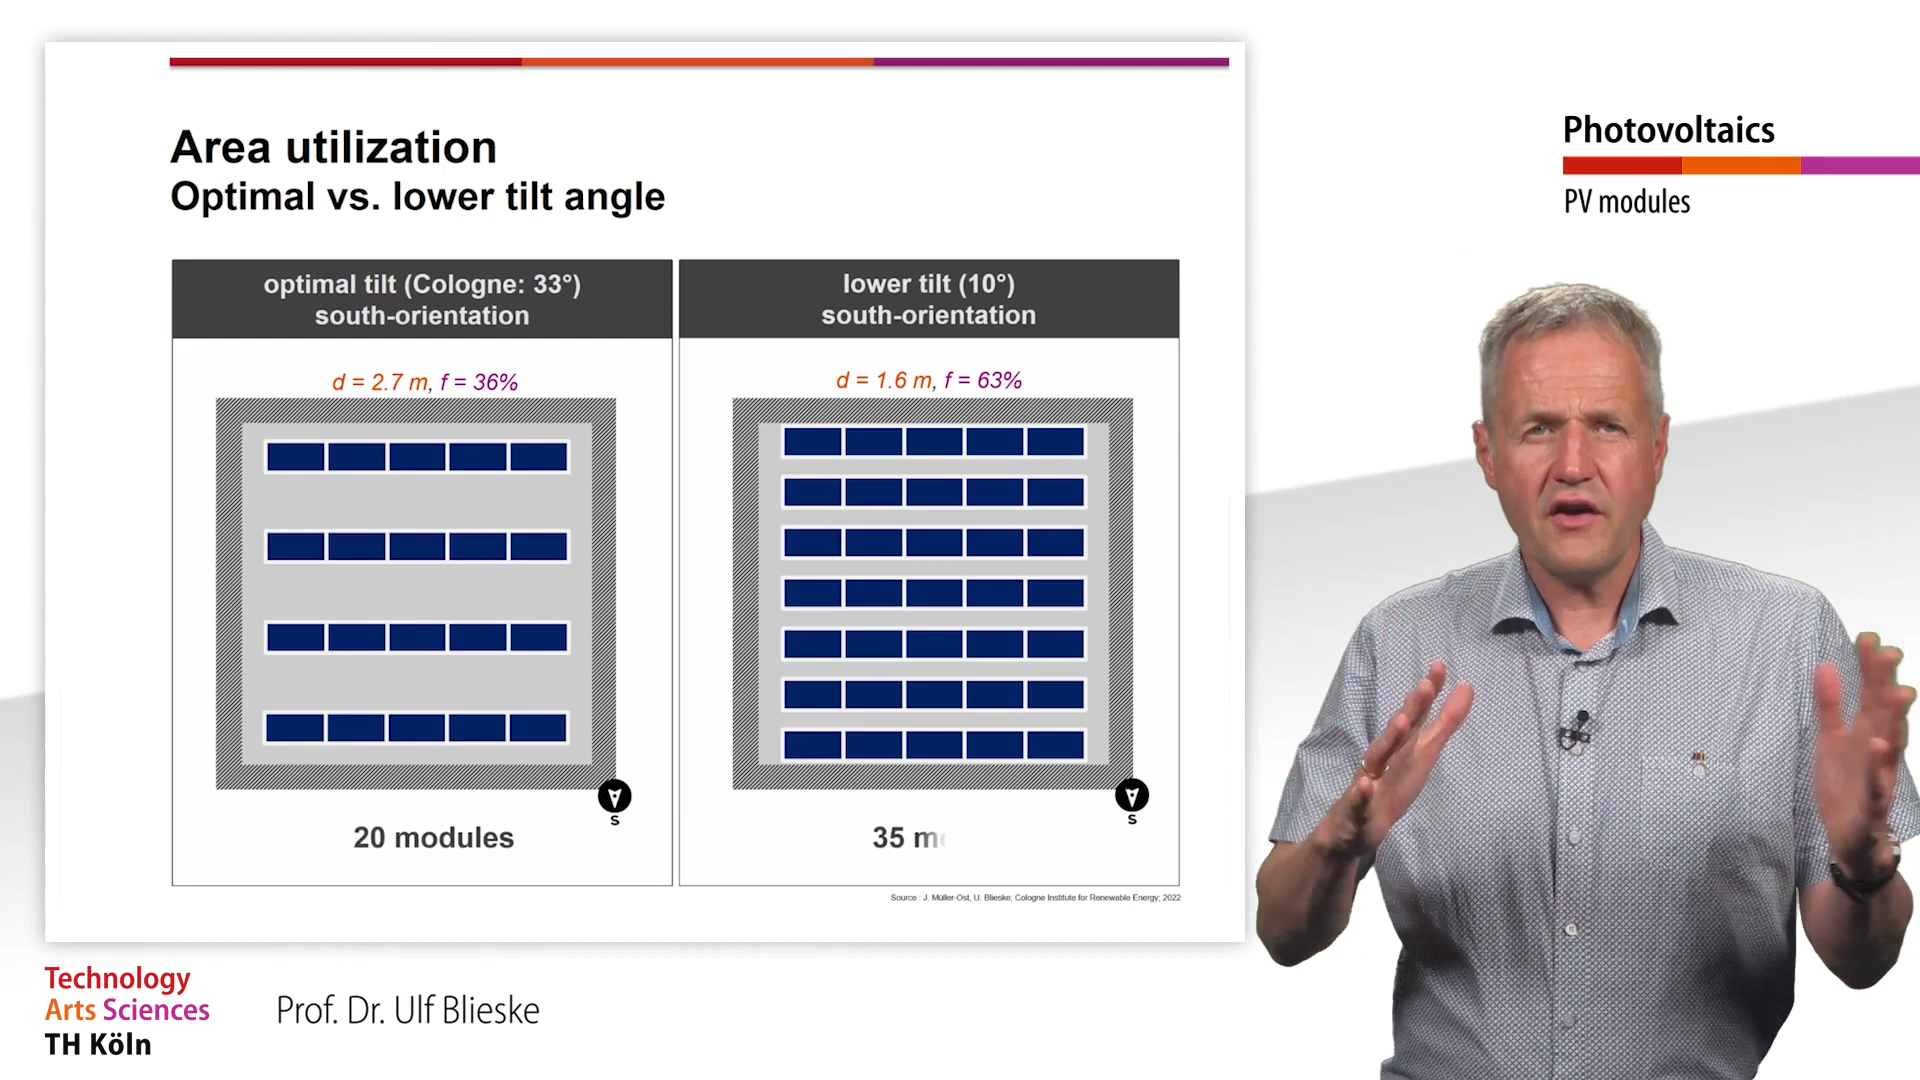 Area utilization
Optimal vs. lower tilt angle
optimal tilt (Cologne: 33°)
south-orientation
d = 2.7 m, f = 36%
S
20 modules
lower tilt (10°)
south-orientation
d = 1.6 m, f = 63%
S
35 m
Source : J. Müller-Ost, U. Blieske; Cologne Institute for Renewable Energy; 2022
Photovoltaics
PV modules
Technology
Arts Sciences
TH Köln
Prof. Dr. Ulf Blieske